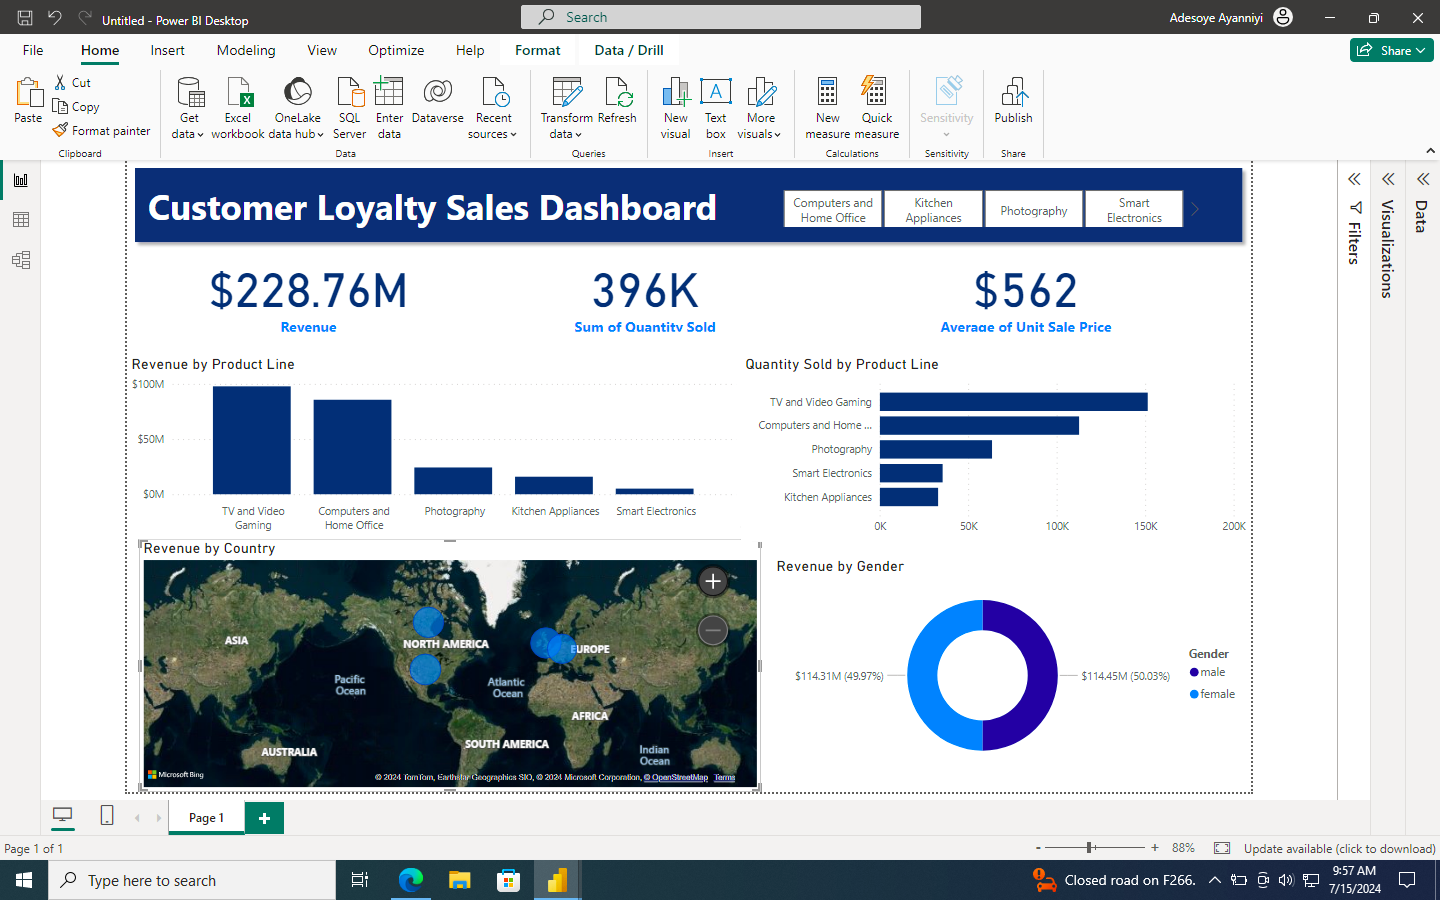 Untitled - Power BI Desktop
Search
Adesoye Ayanniyi
File
Home
Insert
Modeling
View
Optimize
Help
Format
Data / Drill
Share
Paste
Cut
Copy
Format painter
Get
data
Excel
workbook
OneLake
data hub
SQL
Server
Enter
data
Dataverse
Recent
sources
Transform
data
Refresh
New
visual
Text
box
More
visuals
New
measure
Quick
measure
Sensitivity
Publish
Clipboard
Data
Queries
Insert
Calculations
Sensitivity
Share
Customer Loyalty Sales Dashboard
Computers and
Home Office
Kitchen
Appliances
Photography
Smart
Electronics
Filters
Visualizations
Data
$228.76M
Revenue
396K
Sum of Quantity Sold
$562
Average of Unit Sale Price
Revenue by Product Line
$100M
$50M
$0M
TV and Video
Gaming
Computers and
Home Office
Photography
Kitchen Appliances
Smart Electronics
Quantity Sold by Product Line
TV and Video Gaming
Computers and Home ...
Photography
Smart Electronics
Kitchen Appliances
0K
50K
100K
150K
200K
Revenue by Country
ASIA
NORTH AMERICA
EUROPE
Pacific
Ocean
Atlantic
Ocean
AFRICA
AUSTRALIA
SOUTH AMERICA
Indian
Ocean
Microsoft Bing
© 2024 TomTom, Earthstar Geographics SIO, © 2024 Microsoft Corporation, © OpenStreetMap Terms
Revenue by Gender
$114.31M (49.97%)
$114.45M (50.03%)
Gender
male
female
Page 1
Page 1 of 1
- + 88%
Update available (click to download)
Type here to search
Closed road on F266.
9:57 AM
7/15/2024